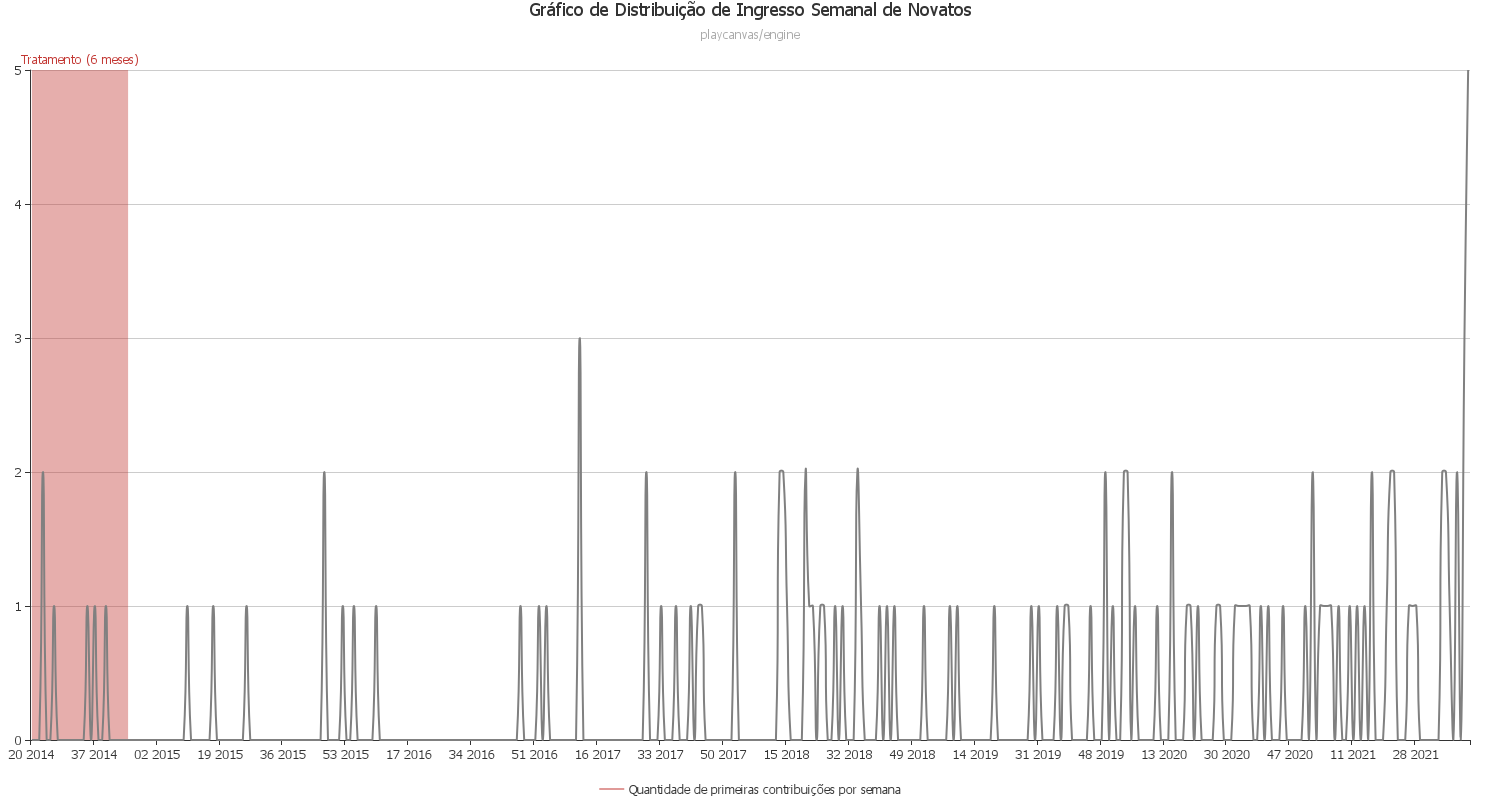 Gráfico de Distribuição de Ingresso Semanal de Novatos
playcanvas/engine
Tratamento (6 meses)
5
4
3
2
1
0
20 2014 37 2014 02 2015 19 2015 36 2015 53 2015 17 2016 34 2016 51 2016 16 2017 33 2017 50 2017 15 2018 32 2018 49 2018 14 2019 31 2019 48 2019 13 2020 30 2020 47 2020 11 2021 28 2021
Quantidade de primeiras contribuições por semana